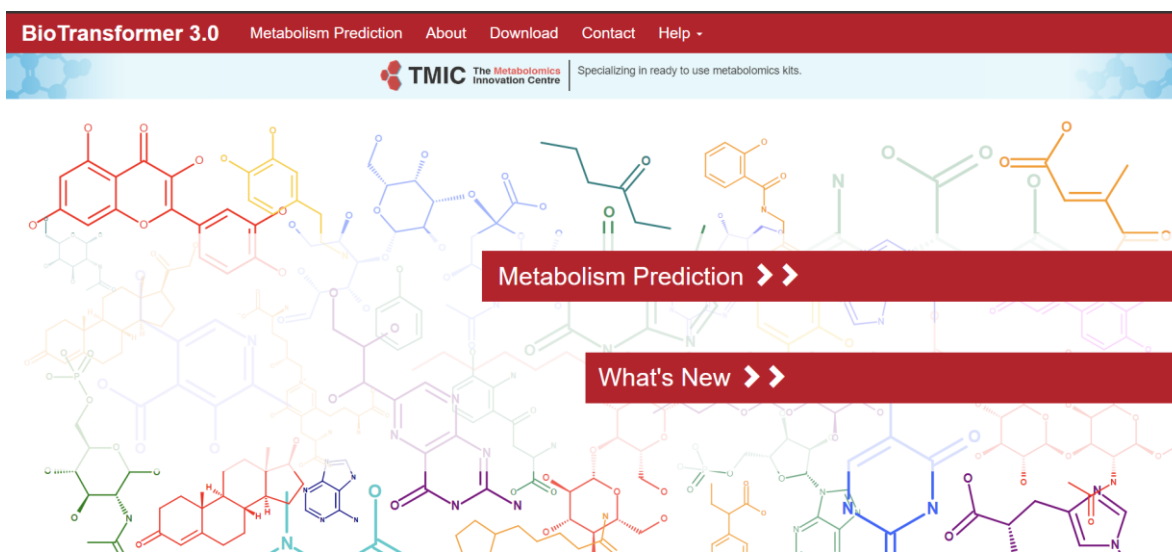 BioTransformer 3.0 Metabolism Prediction About Download Contact Help
TMIC The Metabolomics Innovation Centre Specializing in ready to use metabolomics kits.
Metabolism Prediction
What's New